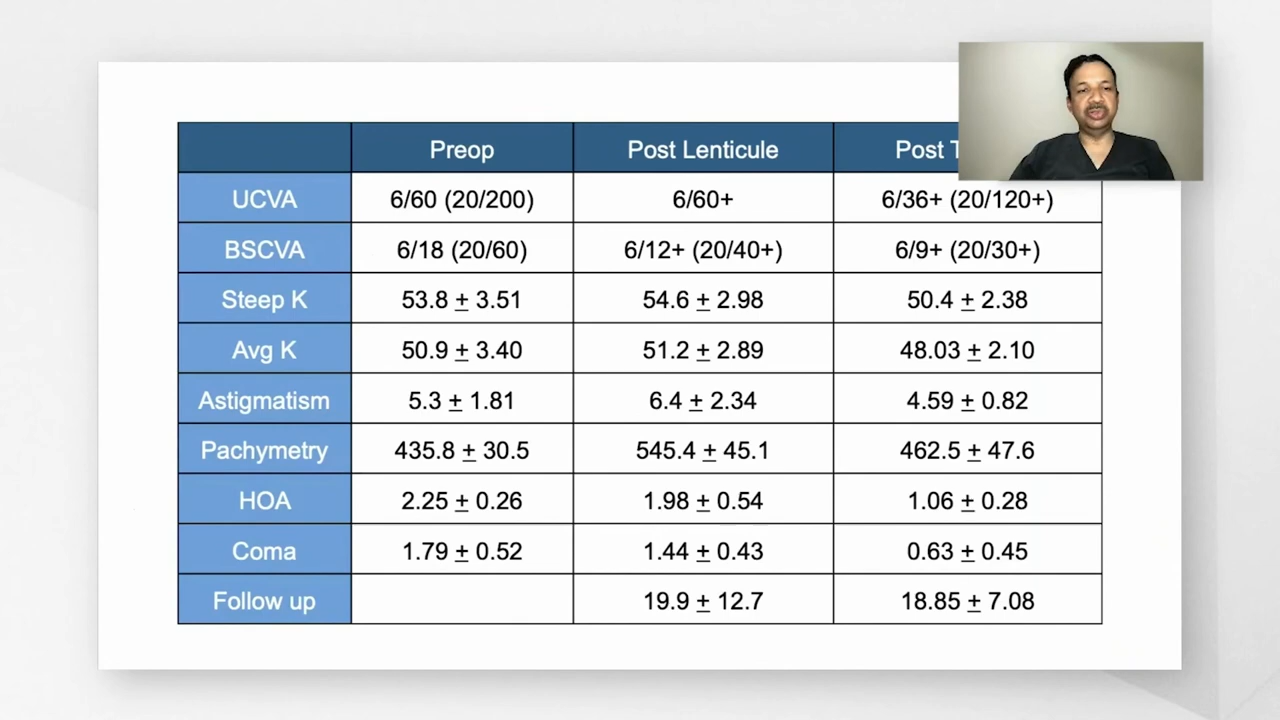 Preop Post Lenticule Post
UCVA 6/60 (20/200) 6/60+ 6/36+ (20/120+)
BSCVA 6/18 (20/60) 6/12+ (20/40+) 6/9+ (20/30+)
Steep K 53.8 ± 3.51 54.6 ± 2.98 50.4 ± 2.38
Avg K 50.9 ± 3.40 51.2 ± 2.89 48.03 ± 2.10
Astigmatism 5.3 ± 1.81 6.4 ± 2.34 4.59 ± 0.82
Pachymetry 435.8 ± 30.5 545.4 ± 45.1 462.5 ± 47.6
HOA 2.25 ± 0.26 1.98 ± 0.54 1.06 ± 0.28
Coma 1.79 ± 0.52 1.44 ± 0.43 0.63 ± 0.45
Follow up 19.9 ± 12.7 18.85 ± 7.08